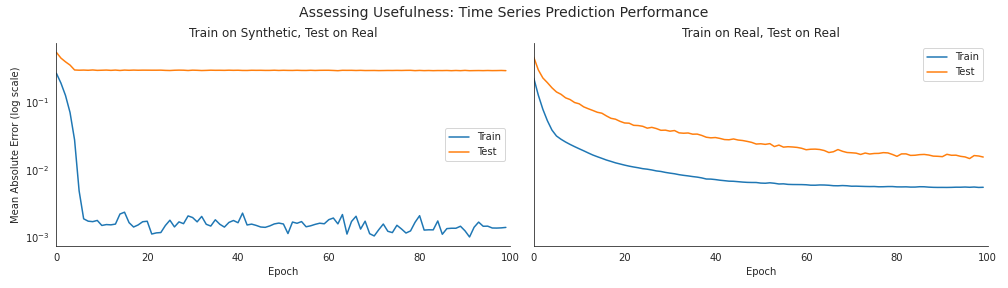 Assessing Usefulness: Time Series Prediction Performance
Train on Synthetic, Test on Real
Mean Absolute Error (log scale)
10⁻¹
10⁻²
10⁻³
Train
Test
0 20 40 60 80 100
Epoch
Train on Real, Test on Real
Train
Test
0 20 40 60 80 100
Epoch